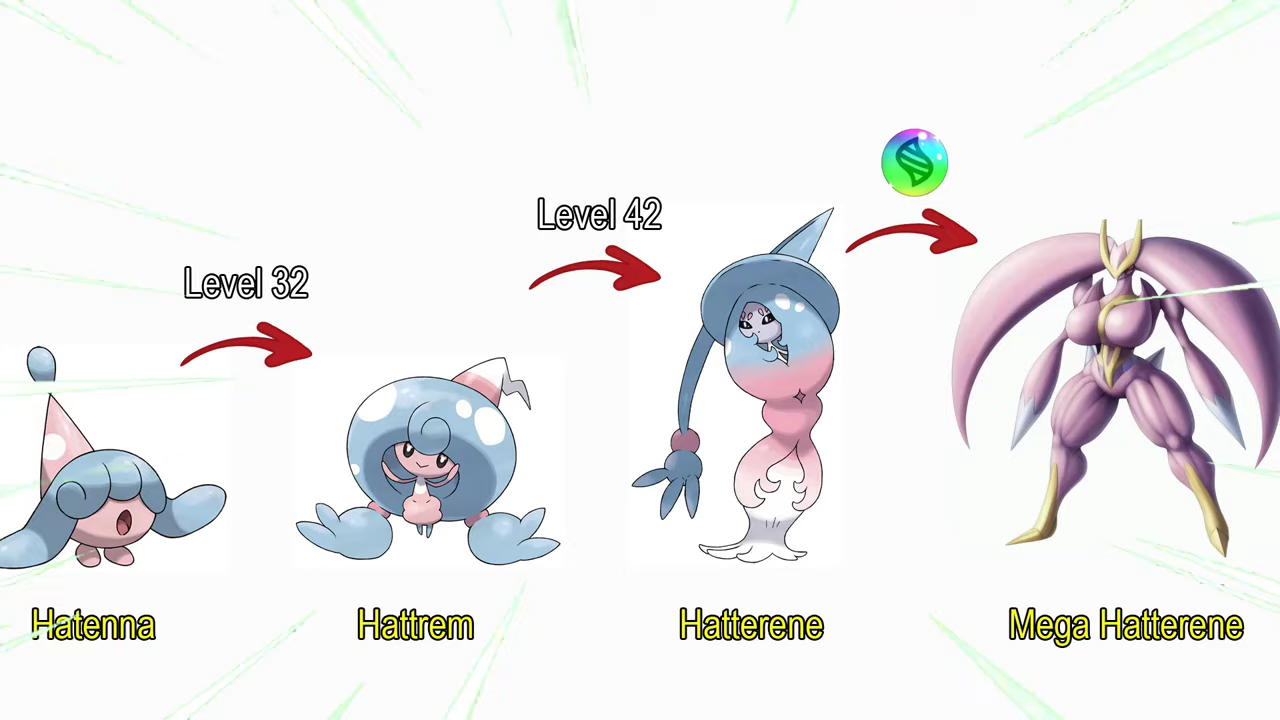 Level 42
Level 32
Hatenna
Hattrem
Hatterene
Mega Hatterene